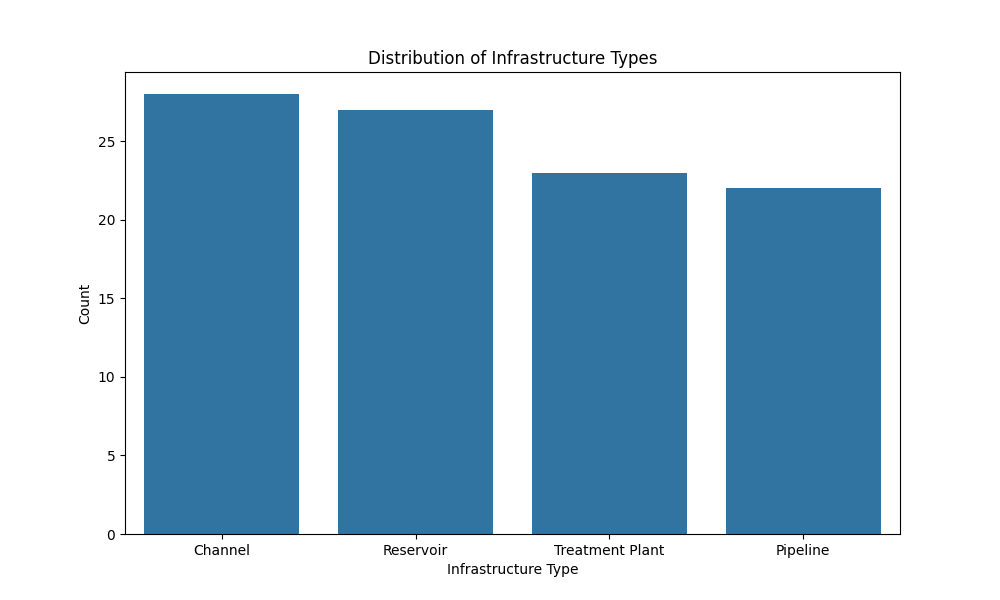 Distribution of Infrastructure Types
25
20
15
10
5
0
Count
Channel Reservoir Treatment Plant Pipeline
Infrastructure Type